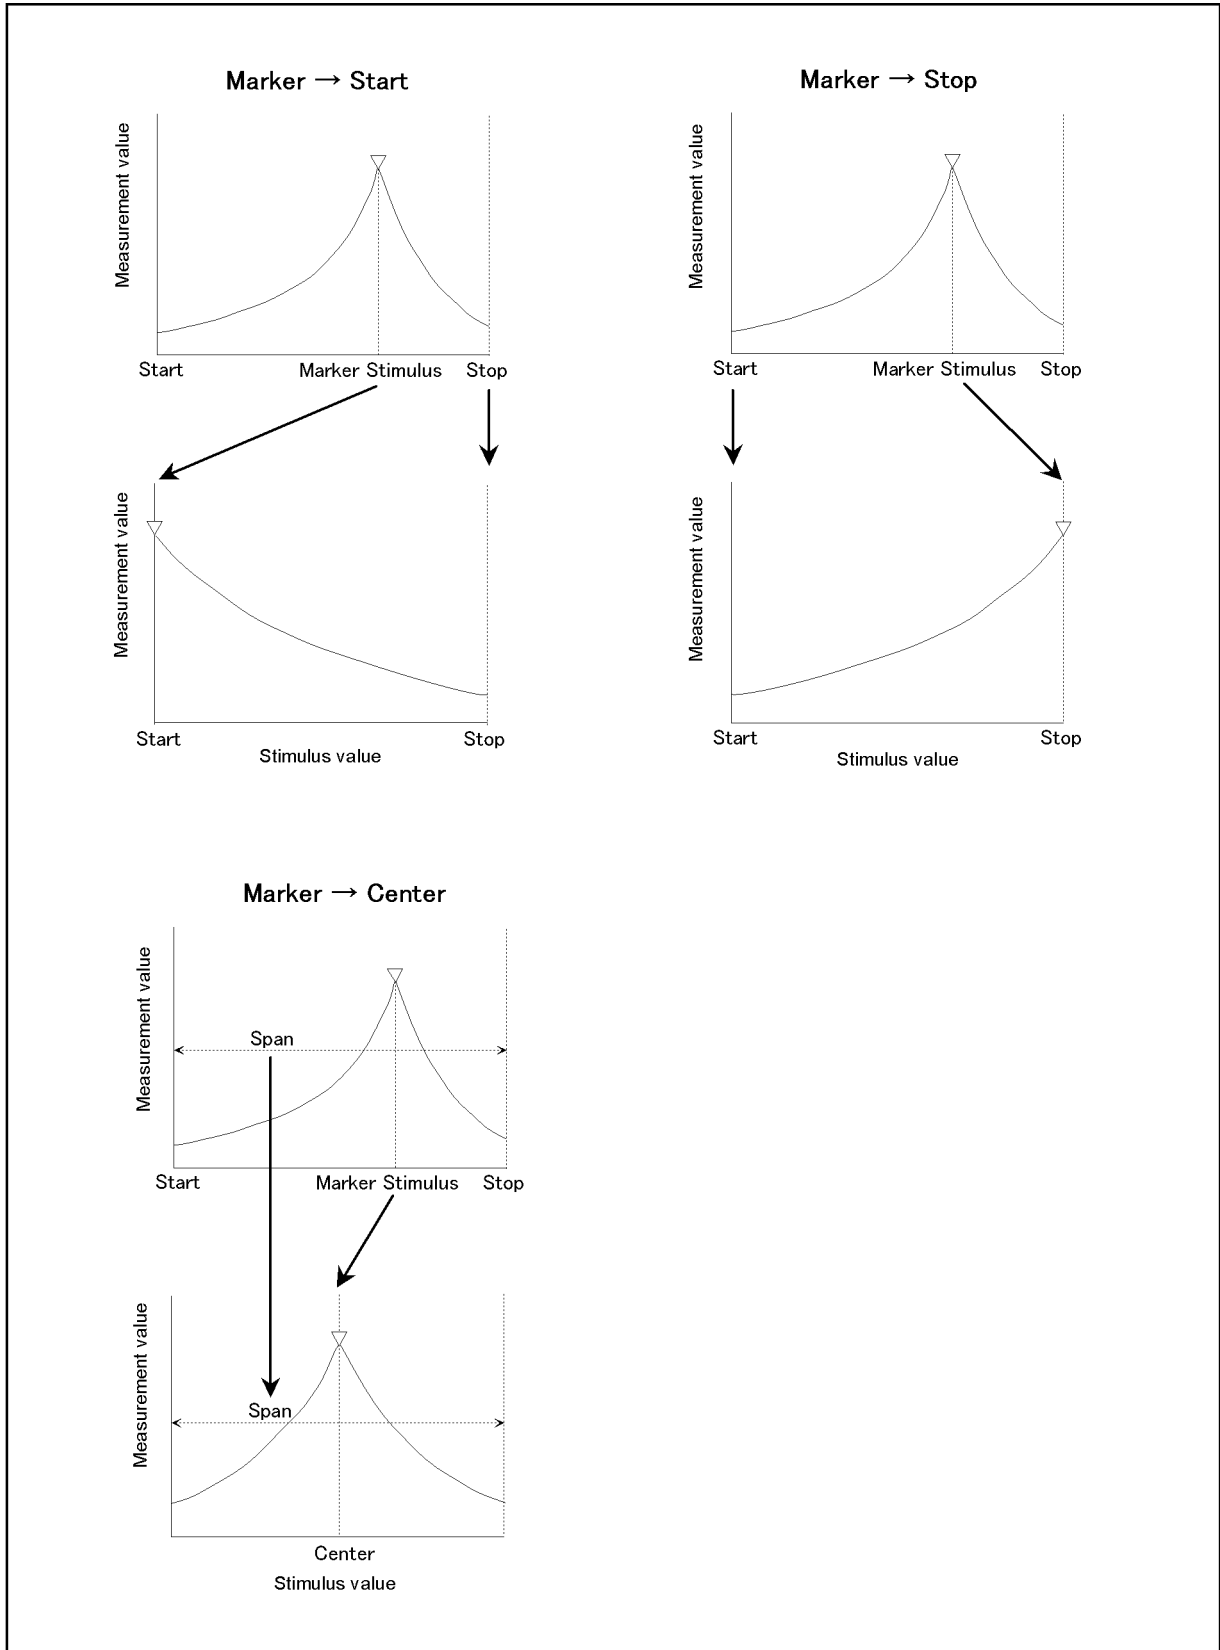 Marker → Start
Measurement value
Start
Marker Stimulus
Stop
Measurement value
Start
Stop
Stimulus value
Marker → Stop
Measurement value
Start
Marker Stimulus
Stop
Measurement value
Start
Stop
Stimulus value
Marker → Center
Measurement value
Span
Start
Marker Stimulus
Stop
Measurement value
Span
Center
Stimulus value